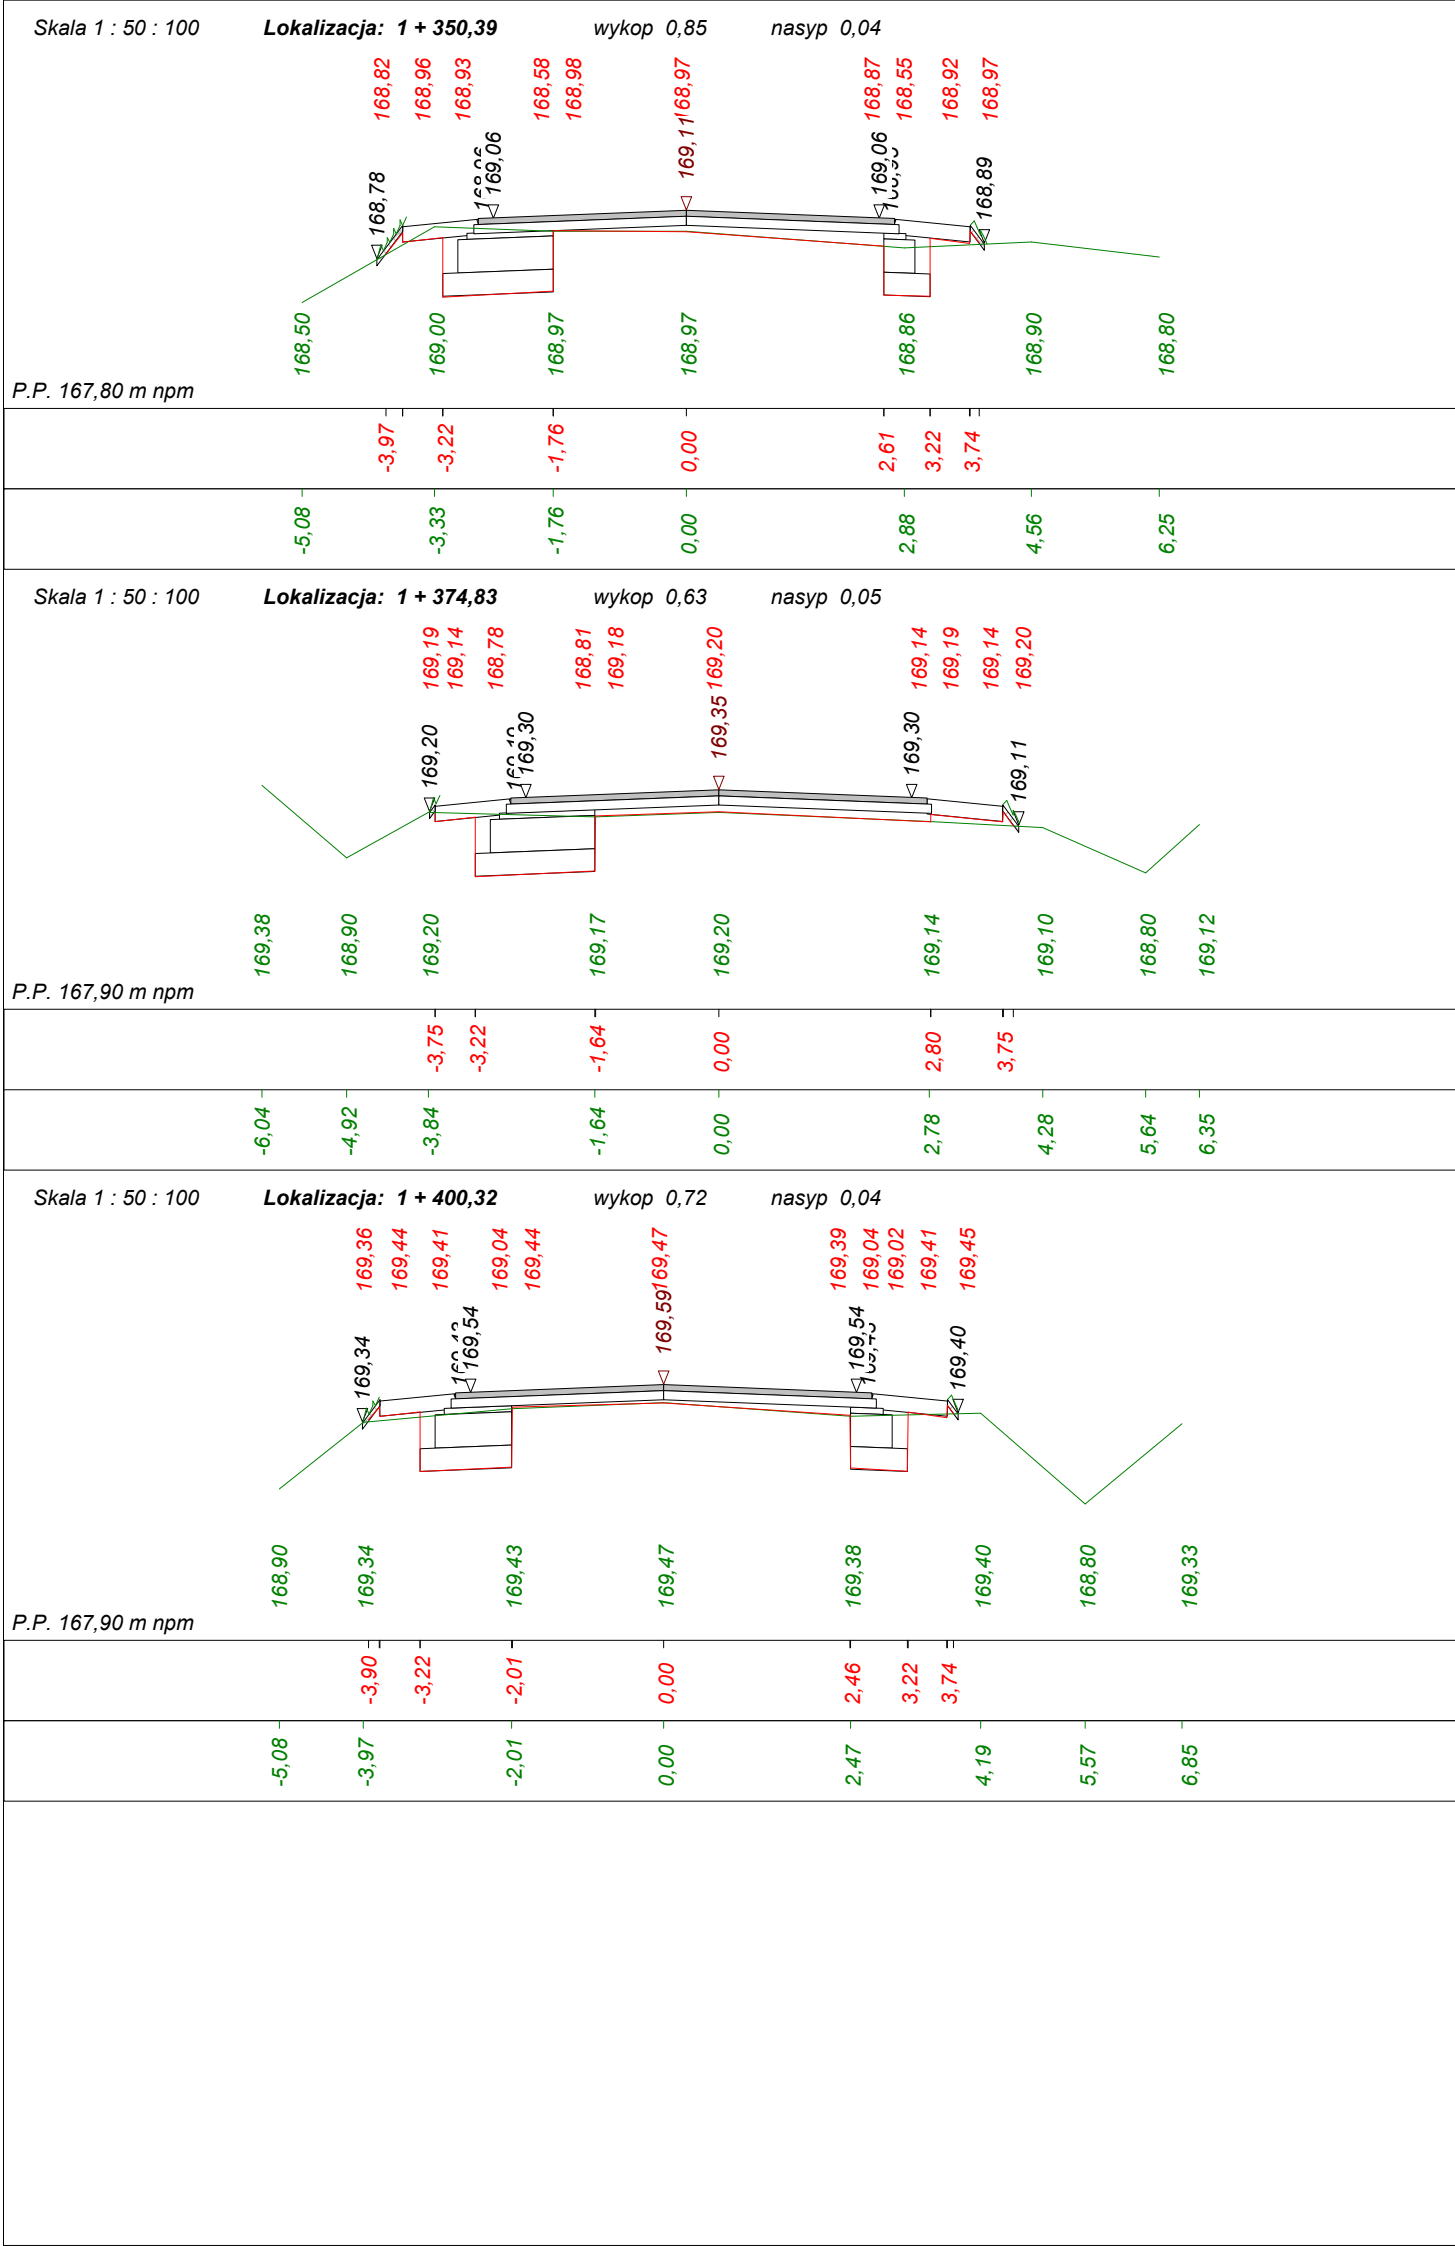 Skala 1 : 50 : 100 Lokalizacja: 1 + 350,39 wykop 0,85 nasyp 0,04
168,82 168,96 168,93 168,58 168,98 168,97 168,87 168,55 168,92 168,97
168,78 169,06 169,11 169,06 168,89
168,50 169,00 168,97 168,97 168,86 168,90 168,80
P.P. 167,80 m npm
-3,97 -3,22 -1,76 0,00 2,61 3,22 3,74
-5,08 -3,33 -1,76 0,00 2,88 4,56 6,25
Skala 1 : 50 : 100 Lokalizacja: 1 + 374,83 wykop 0,63 nasyp 0,05
169,19 169,14 168,78 168,81 169,18 169,20 169,14 169,19 169,14 169,20
169,20 169,30 169,35 169,30 169,11
169,38 168,90 169,20 169,17 169,20 169,14 169,10 168,80 169,12
P.P. 167,90 m npm
-3,75 -3,22 -1,64 0,00 2,80 3,75
-6,04 -4,92 -3,84 -1,64 0,00 2,78 4,28 5,64 6,35
Skala 1 : 50 : 100 Lokalizacja: 1 + 400,32 wykop 0,72 nasyp 0,04
169,36 169,44 169,41 169,04 169,44 169,47 169,39 169,04 169,02 169,41 169,45
169,34 169,54 169,59 169,54 169,40
168,90 169,34 169,43 169,47 169,38 169,40 168,80 169,33
P.P. 167,90 m npm
-3,90 -3,22 -2,01 0,00 2,46 3,22 3,74
-5,08 -3,97 -2,01 0,00 2,47 4,19 5,57 6,85